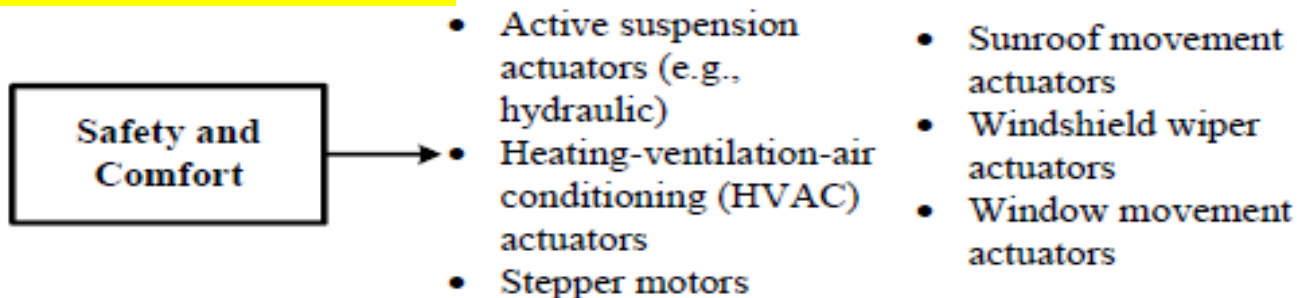 Safety and
Comfort
• Active suspension
actuators (e.g.,
hydraulic)
• Heating-ventilation-air
conditioning (HVAC)
actuators
• Stepper motors
• Sunroof movement
actuators
• Windshield wiper
actuators
• Window movement
actuators